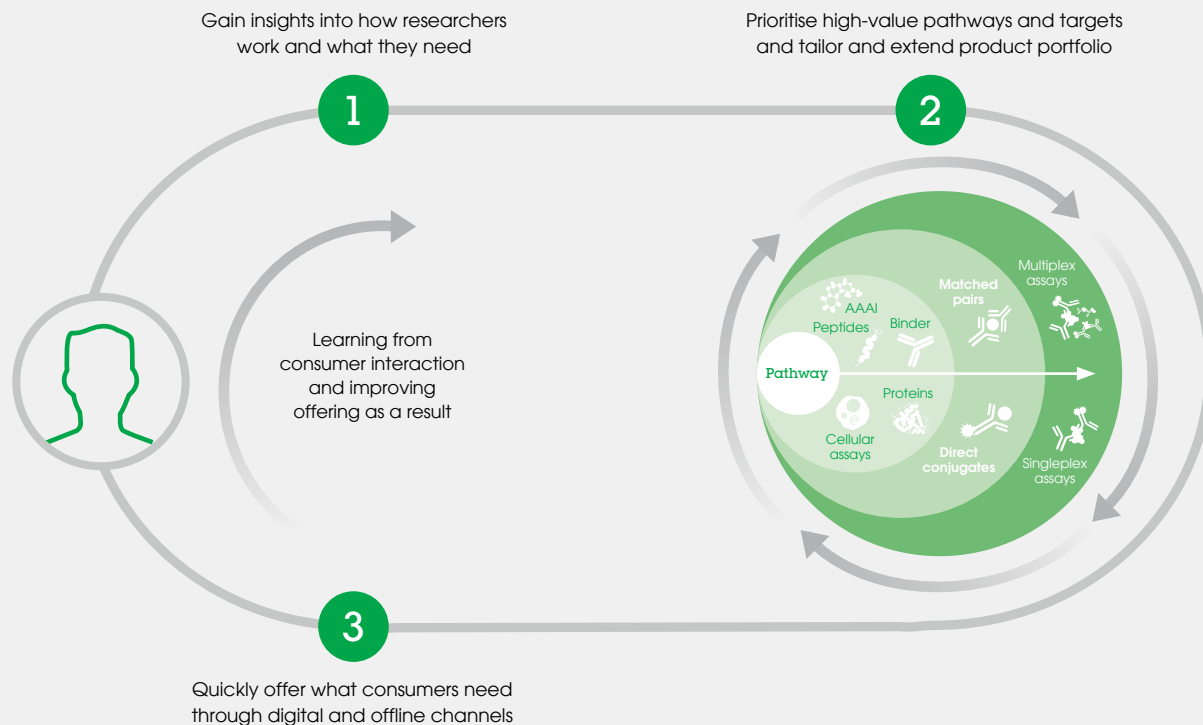 Gain insights into how researchers
work and what they need
Prioritise high-value pathways and targets
and tailor and extend product portfolio
1
2
Learning from
consumer interaction
and improving
offering as a result
Pathway
AAAI
Peptides
Binder
Cellular
assays
Proteins
Matched
pairs
Direct
conjugates
Multiplex
assays
Singleplex
assays
3
Quickly offer what consumers need
through digital and offline channels